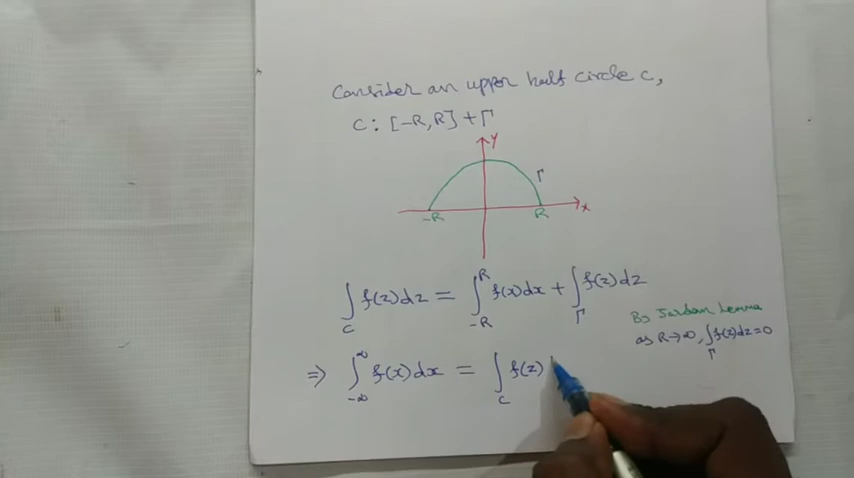 Consider an upper half circle C,
C : [-R, R] + Γ
Y
Γ
-R R X
∫_C f(z)dz = ∫_{-R}^{R} f(x)dx + ∫_Γ f(z)dz
By Jordan Lemma
as R→∞, ∫_Γ f(z)dz = 0
⇒ ∫_{-∞}^{∞} f(x)dx = ∫_C f(z)